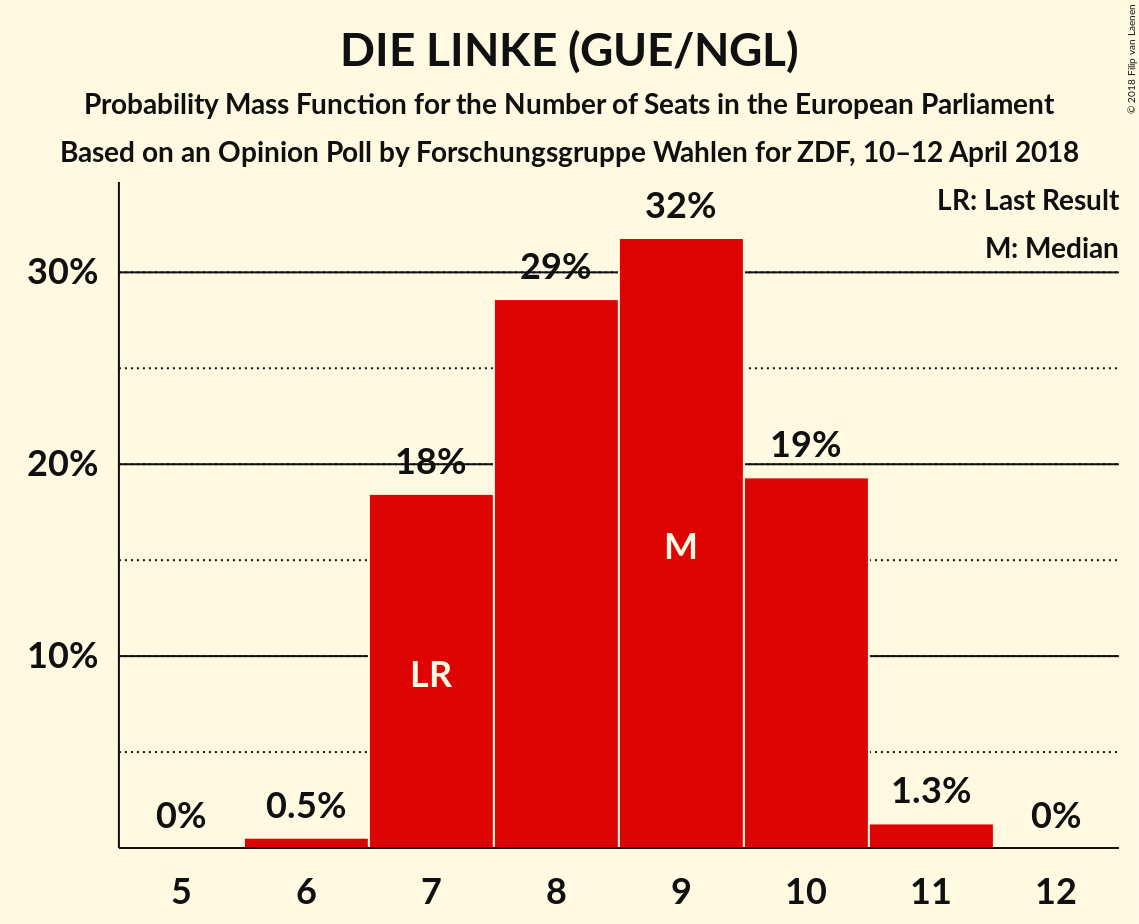 DIE LINKE (GUE/NGL)
Probability Mass Function for the Number of Seats in the European Parliament
Based on an Opinion Poll by Forschungsgruppe Wahlen for ZDF, 10–12 April 2018
© 2018 Filip van Laenen
LR: Last Result
M: Median
30%
20%
10%
0%
0.5%
18%
29%
32%
19%
1.3%
0%
LR
M
5 6 7 8 9 10 11 12